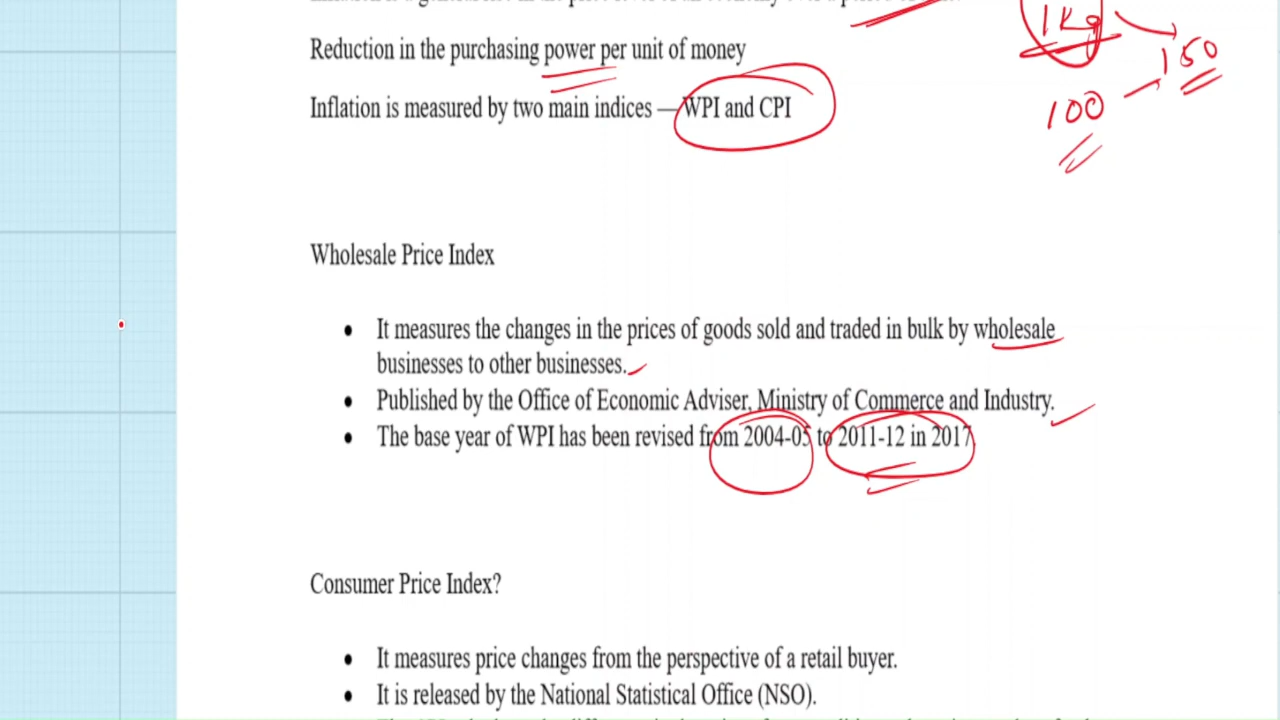 1 Kg
150
Reduction in the purchasing power per unit of money
Inflation is measured by two main indices — WPI and CPI
100
Wholesale Price Index
• It measures the changes in the prices of goods sold and traded in bulk by wholesale
businesses to other businesses.
• Published by the Office of Economic Adviser, Ministry of Commerce and Industry.
• The base year of WPI has been revised from 2004-05 to 2011-12 in 2017
Consumer Price Index?
• It measures price changes from the perspective of a retail buyer.
• It is released by the National Statistical Office (NSO).